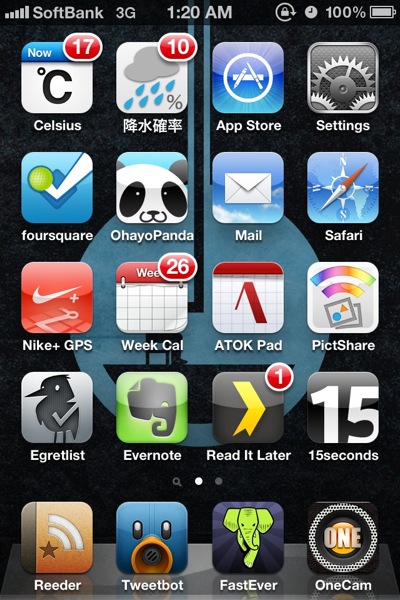 SoftBank 3G 1:20 AM 100%
Now 17 10
°C %
Celsius 降水確率 App Store Settings
foursquare OhayoPanda Mail Safari
Week 26
Nike+ GPS Week Cal ATOK Pad PictShare
1
15
Egretlist Evernote Read It Later 15seconds
ONE
Reeder Tweetbot FastEver OneCam